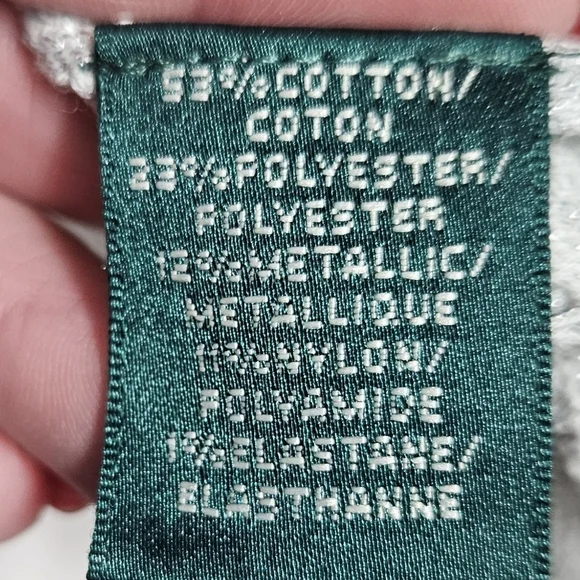 53% COTTON/
COTON
23% POLYESTER/
POLYESTER
12% METALLIC/
METALLIQUE
11% NYLON/
POLYAMIDE
1% ELASTANE/
ELASTHANNE